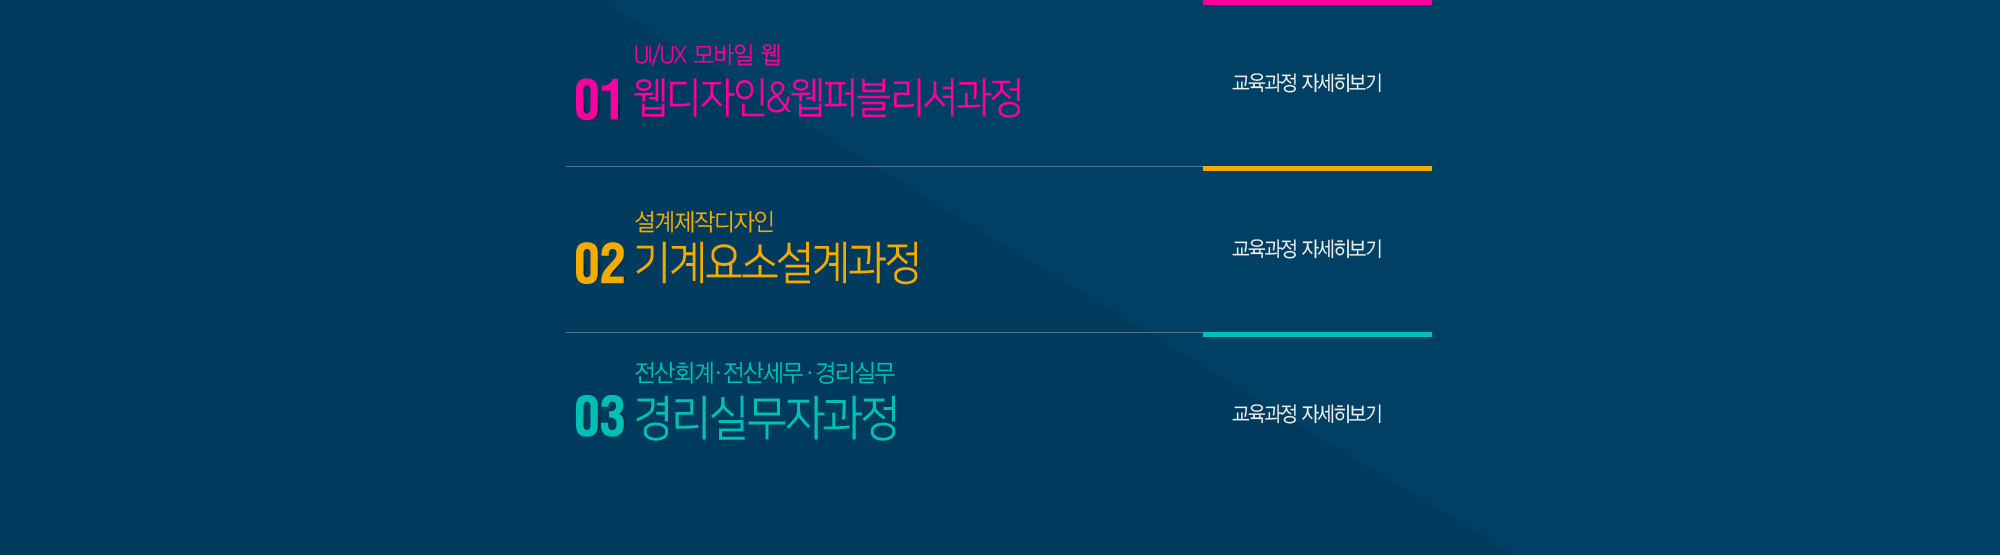 UI/UX 모바일 웹
01 웹디자인&웹퍼블리셔과정
교육과정 자세히보기
설계제작디자인
02 기계요소설계과정
교육과정 자세히보기
전산회계·전산세무·경리실무
03 경리실무자과정
교육과정 자세히보기